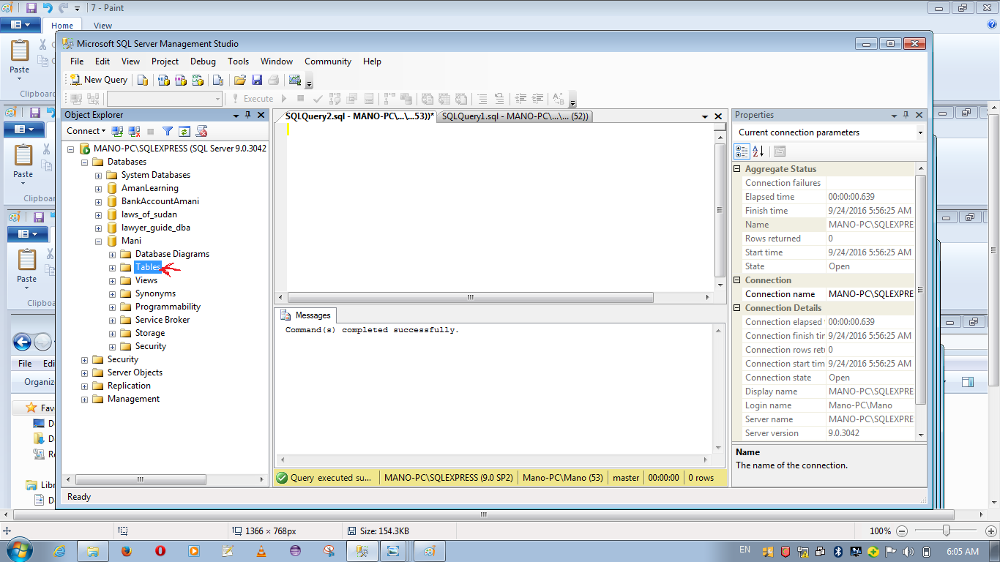 7 - Paint
Home View
Paste
Clipboard
Paste
Clipboard
Paste
Clipboard
File
Organiz
Microsoft SQL Server Management Studio
File Edit View Project Debug Tools Window Community Help
New Query
Execute
Object Explorer
Connect
MANO-PC\SQLEXPRESS (SQL Server 9.0.3042
Databases
System Databases
AmanLearning
BankAccountAmani
laws_of_sudan
lawyer_guide_dba
Mani
Database Diagrams
Tables
Views
Synonyms
Programmability
Service Broker
Storage
Security
Security
Server Objects
Replication
Management
SQLQuery2.sql - MANO-PC\...\...53))* SQLQuery1.sql - MANO-PC\...\... (52))
Messages
Command(s) completed successfully.
Query executed su... MANO-PC\SQLEXPRESS (9.0 SP2) Mano-PC\Mano (53) master 00:00:00 0 rows
Properties
Current connection parameters
Aggregate Status
Connection failures
Elapsed time 00:00:00.639
Finish time 9/24/2016 5:56:25 AM
Name MANO-PC\SQLEXPRE
Rows returned 0
Start time 9/24/2016 5:56:25 AM
State Open
Connection
Connection name MANO-PC\SQLEXPRE
Connection Details
Connection elapsed 00:00:00.639
Connection finish tim 9/24/2016 5:56:25 AM
Connection rows ret 0
Connection start tim 9/24/2016 5:56:25 AM
Connection state Open
Display name MANO-PC\SQLEXPRE
Login name Mano-PC\Mano
Server name MANO-PC\SQLEXPRE
Server version 9.0.3042
Name
The name of the connection.
Ready
1366 × 768px Size: 154.3KB 100%
EN 6:05 AM